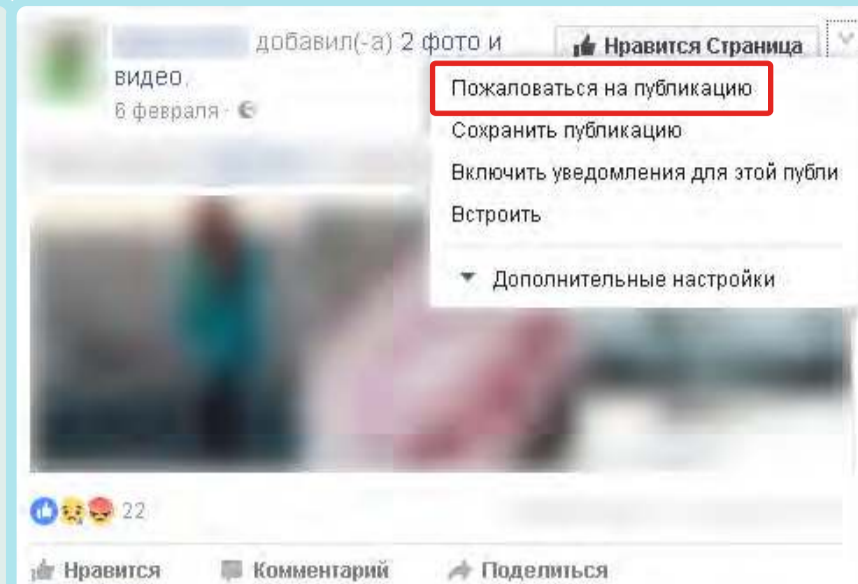 добавил(-а) 2 фото и
видео.
6 февраля ·
Нравится Страница
Пожаловаться на публикацию
Сохранить публикацию
Включить уведомления для этой публи
Встроить
Дополнительные настройки
22
Нравится Комментарий Поделиться